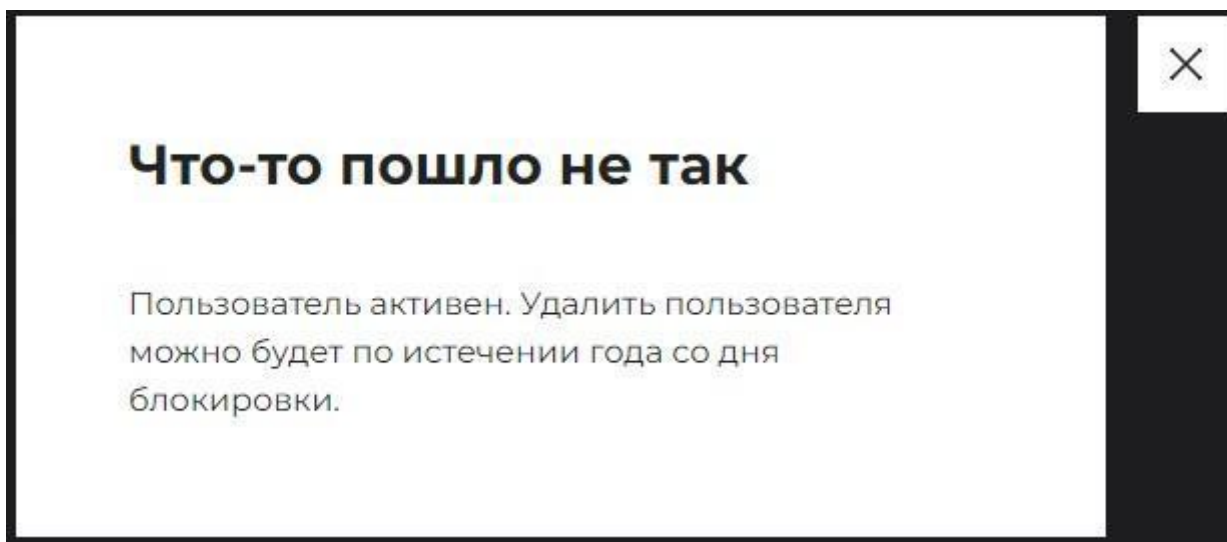 Что-то пошло не так
Пользователь активен. Удалить пользователя
можно будет по истечении года со дня
блокировки.